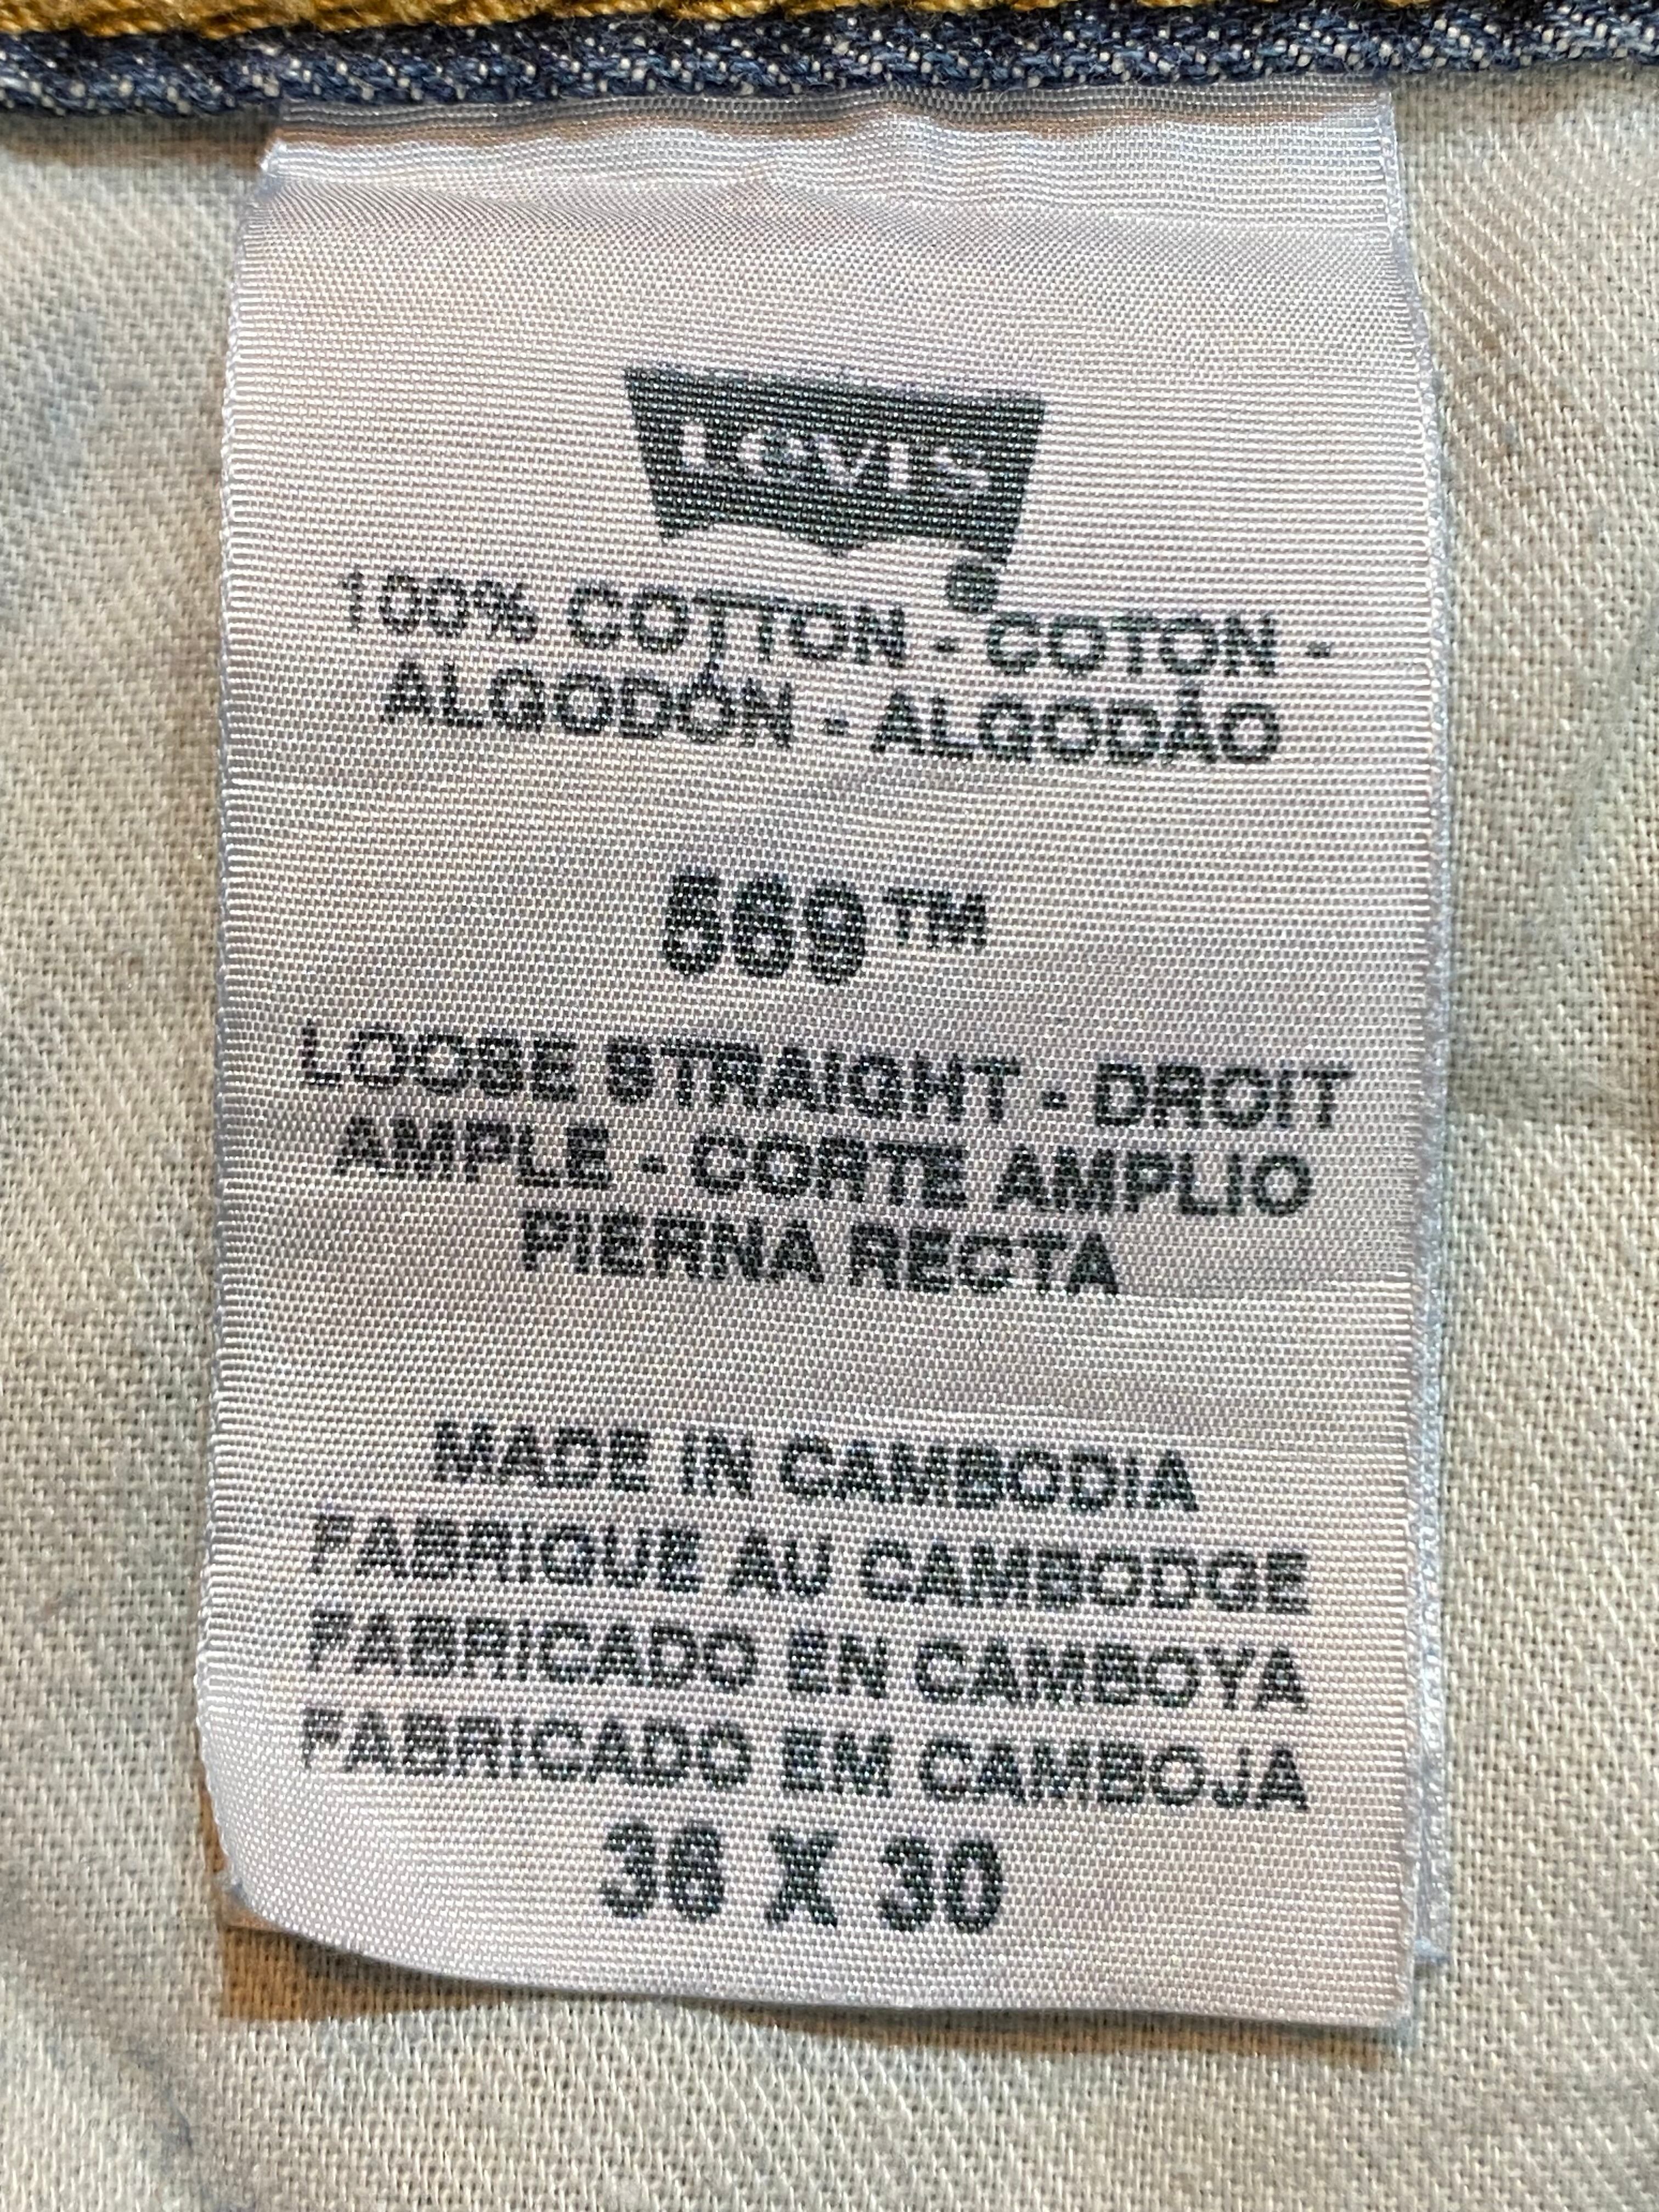 LEVI'S
100% COTTON - COTON -
ALGODÓN - ALGODÃO
569™
LOOSE STRAIGHT - DROIT
AMPLE - CORTE AMPLIO
PIERNA RECTA
MADE IN CAMBODIA
FABRIQUE AU CAMBODGE
FABRICADO EN CAMBOYA
FABRICADO EM CAMBOJA
36 X 30